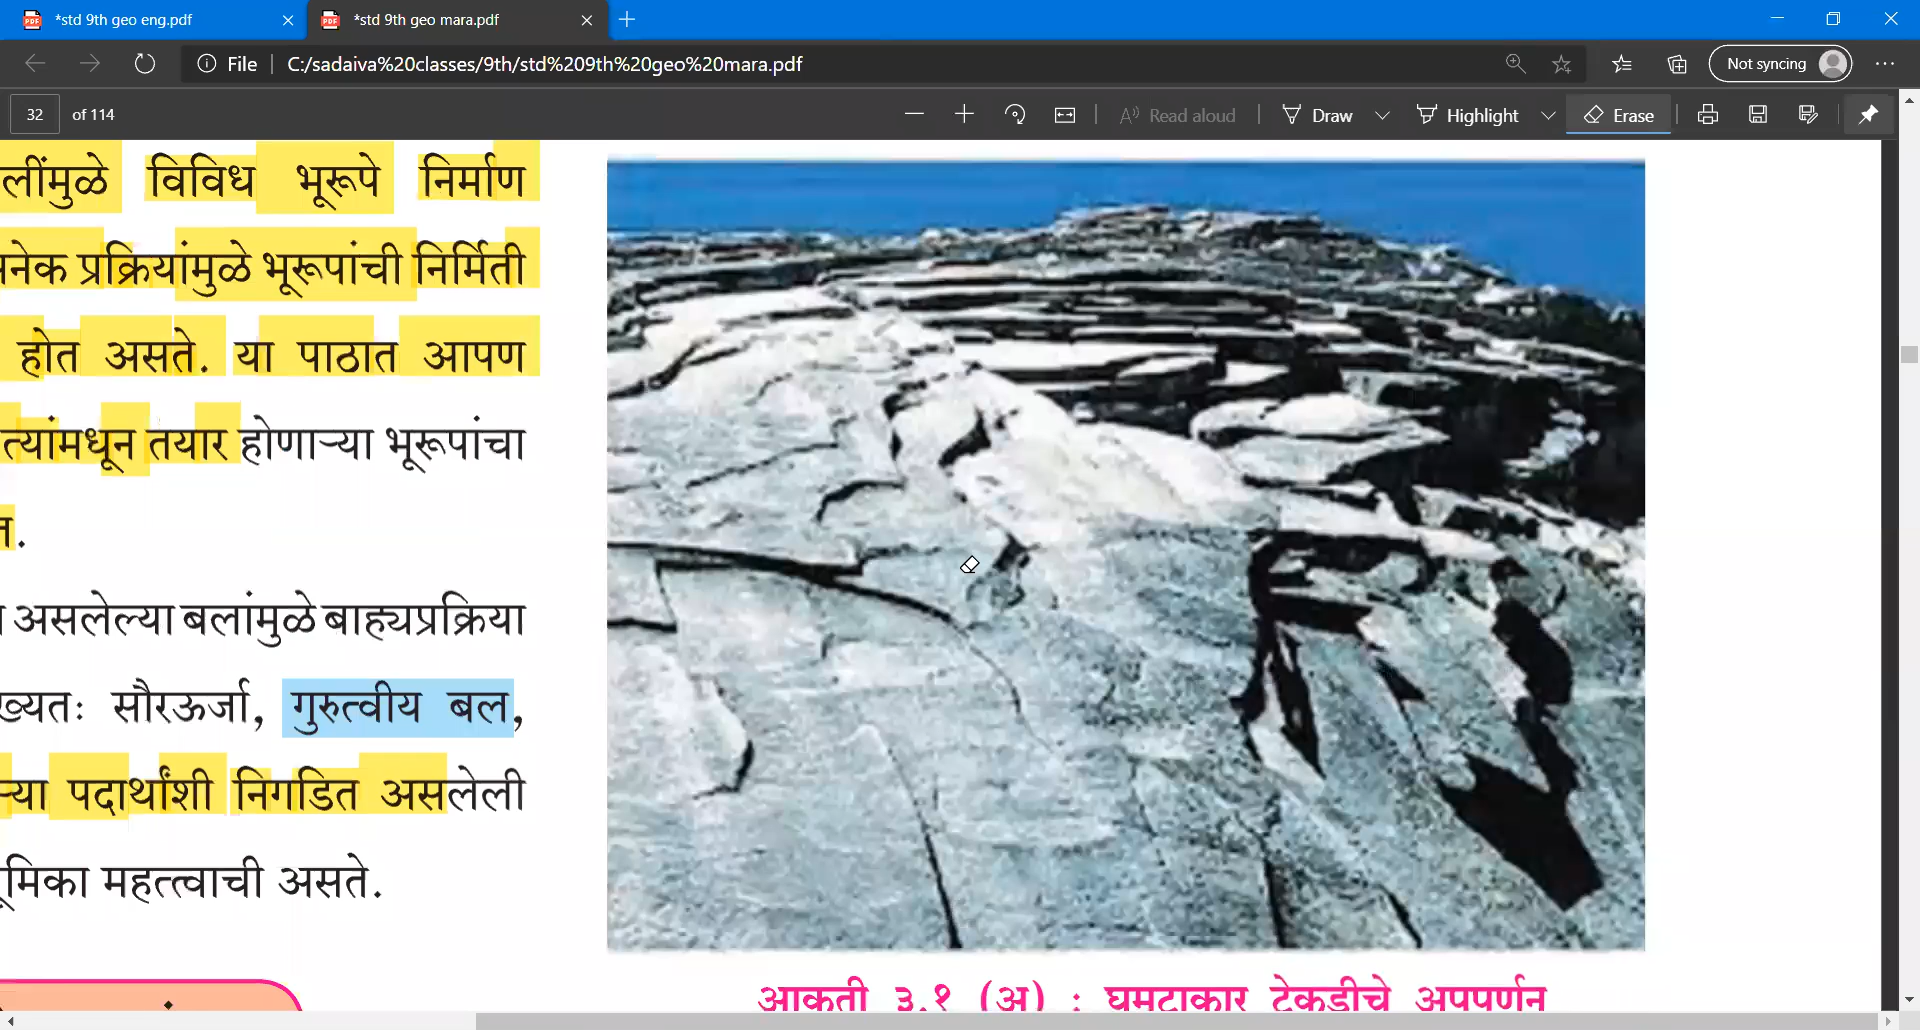 *std 9th geo eng.pdf
*std 9th geo mara.pdf
File C:/sadaiva%20classes/9th/std%209th%20geo%20mara.pdf
Not syncing
32 of 114
Read aloud
Draw
Highlight
Erase
विविध भूरूपे निर्माण
प्रक्रियांमुळे भूरूपांची निर्मिती
होत असते. या पाठात आपण
त्यांमधून तयार होणाऱ्या भूरूपांचा
असलेल्या बलांमुळे बाह्यप्रक्रिया
सौरऊर्जा, गुरुत्वीय बल,
पदार्थांशी निगडित असलेली
महत्त्वाची असते.
आकृती ३.१ (अ) : घुमटाकार टेकडीचे अपपर्णन